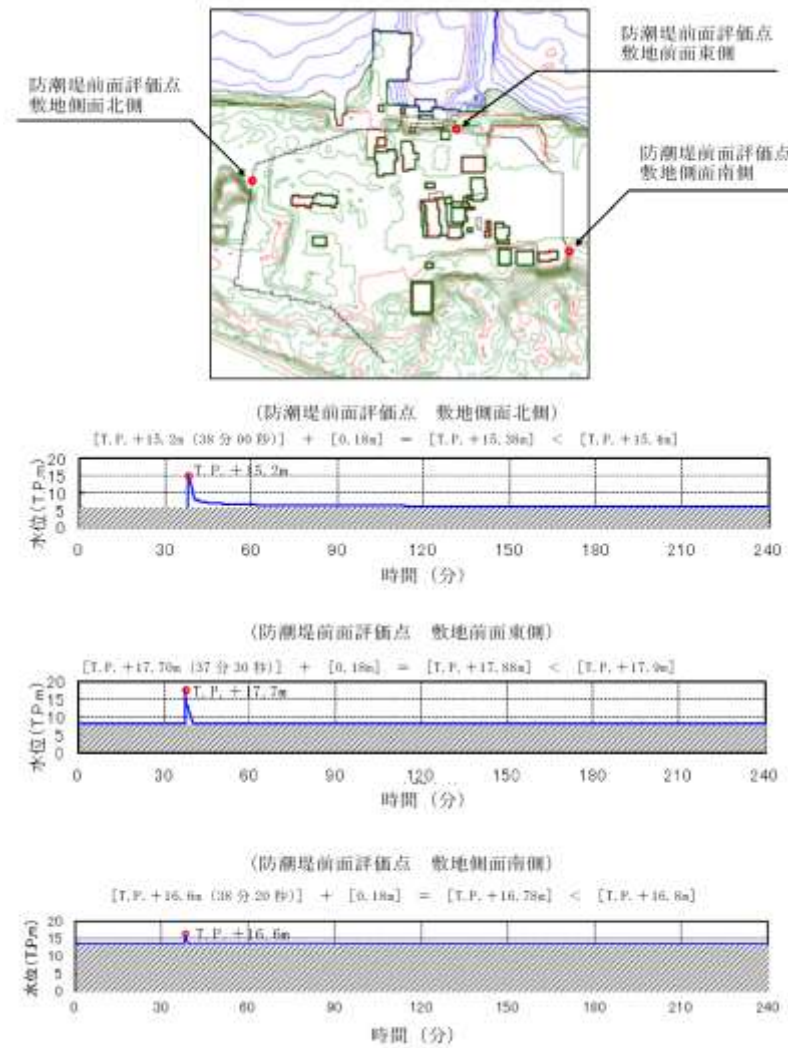 防潮堤前面評価点
敷地前面東側
防潮堤前面評価点
敷地側面北側
防潮堤前面評価点
敷地側面南側
(防潮堤前面評価点　敷地側面北側)
[T.P.+15.2m (38分00秒)] + [0.18m] = [T.P.+15.38m] < [T.P.+15.4m]
水位(T.P.m)
20
15
10
5
0
T.P.+15.2m
0 30 60 90 120 150 180 210 240
時間 (分)
(防潮堤前面評価点　敷地前面東側)
[T.P.+17.70m (37分30秒)] + [0.18m] = [T.P.+17.88m] < [T.P.+17.9m]
水位(T.P.m)
20
15
10
5
0
T.P.+17.7m
0 30 60 90 120 150 180 210 240
時間 (分)
(防潮堤前面評価点　敷地側面南側)
[T.P.+16.6m (38分20秒)] + [0.18m] = [T.P.+16.78m] < [T.P.+16.8m]
水位(T.P.m)
20
15
10
5
0
T.P.+16.6m
0 30 60 90 120 150 180 210 240
時間 (分)